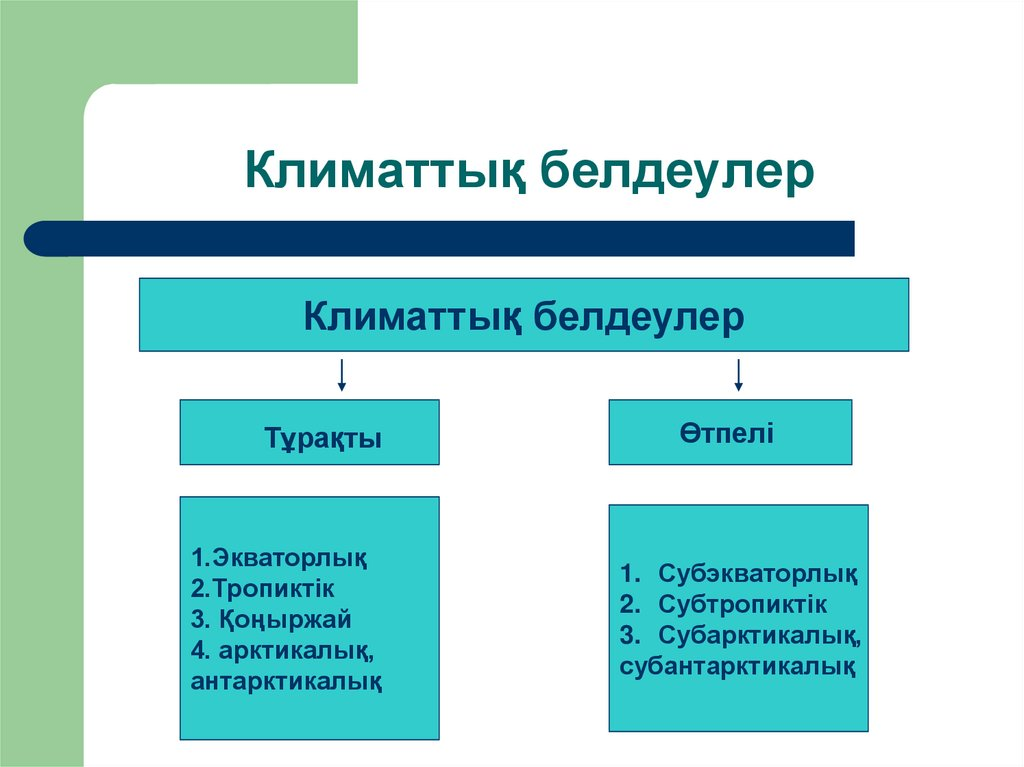 Климаттық белдеулер
Климаттық белдеулер
Тұрақты
Өтпелі
1.Экваторлық
2.Тропиктік
3. Қоңыржай
4. арктикалық,
антарктикалық
1. Субэкваторлық
2. Субтропиктік
3. Субарктикалық,
субантарктикалық